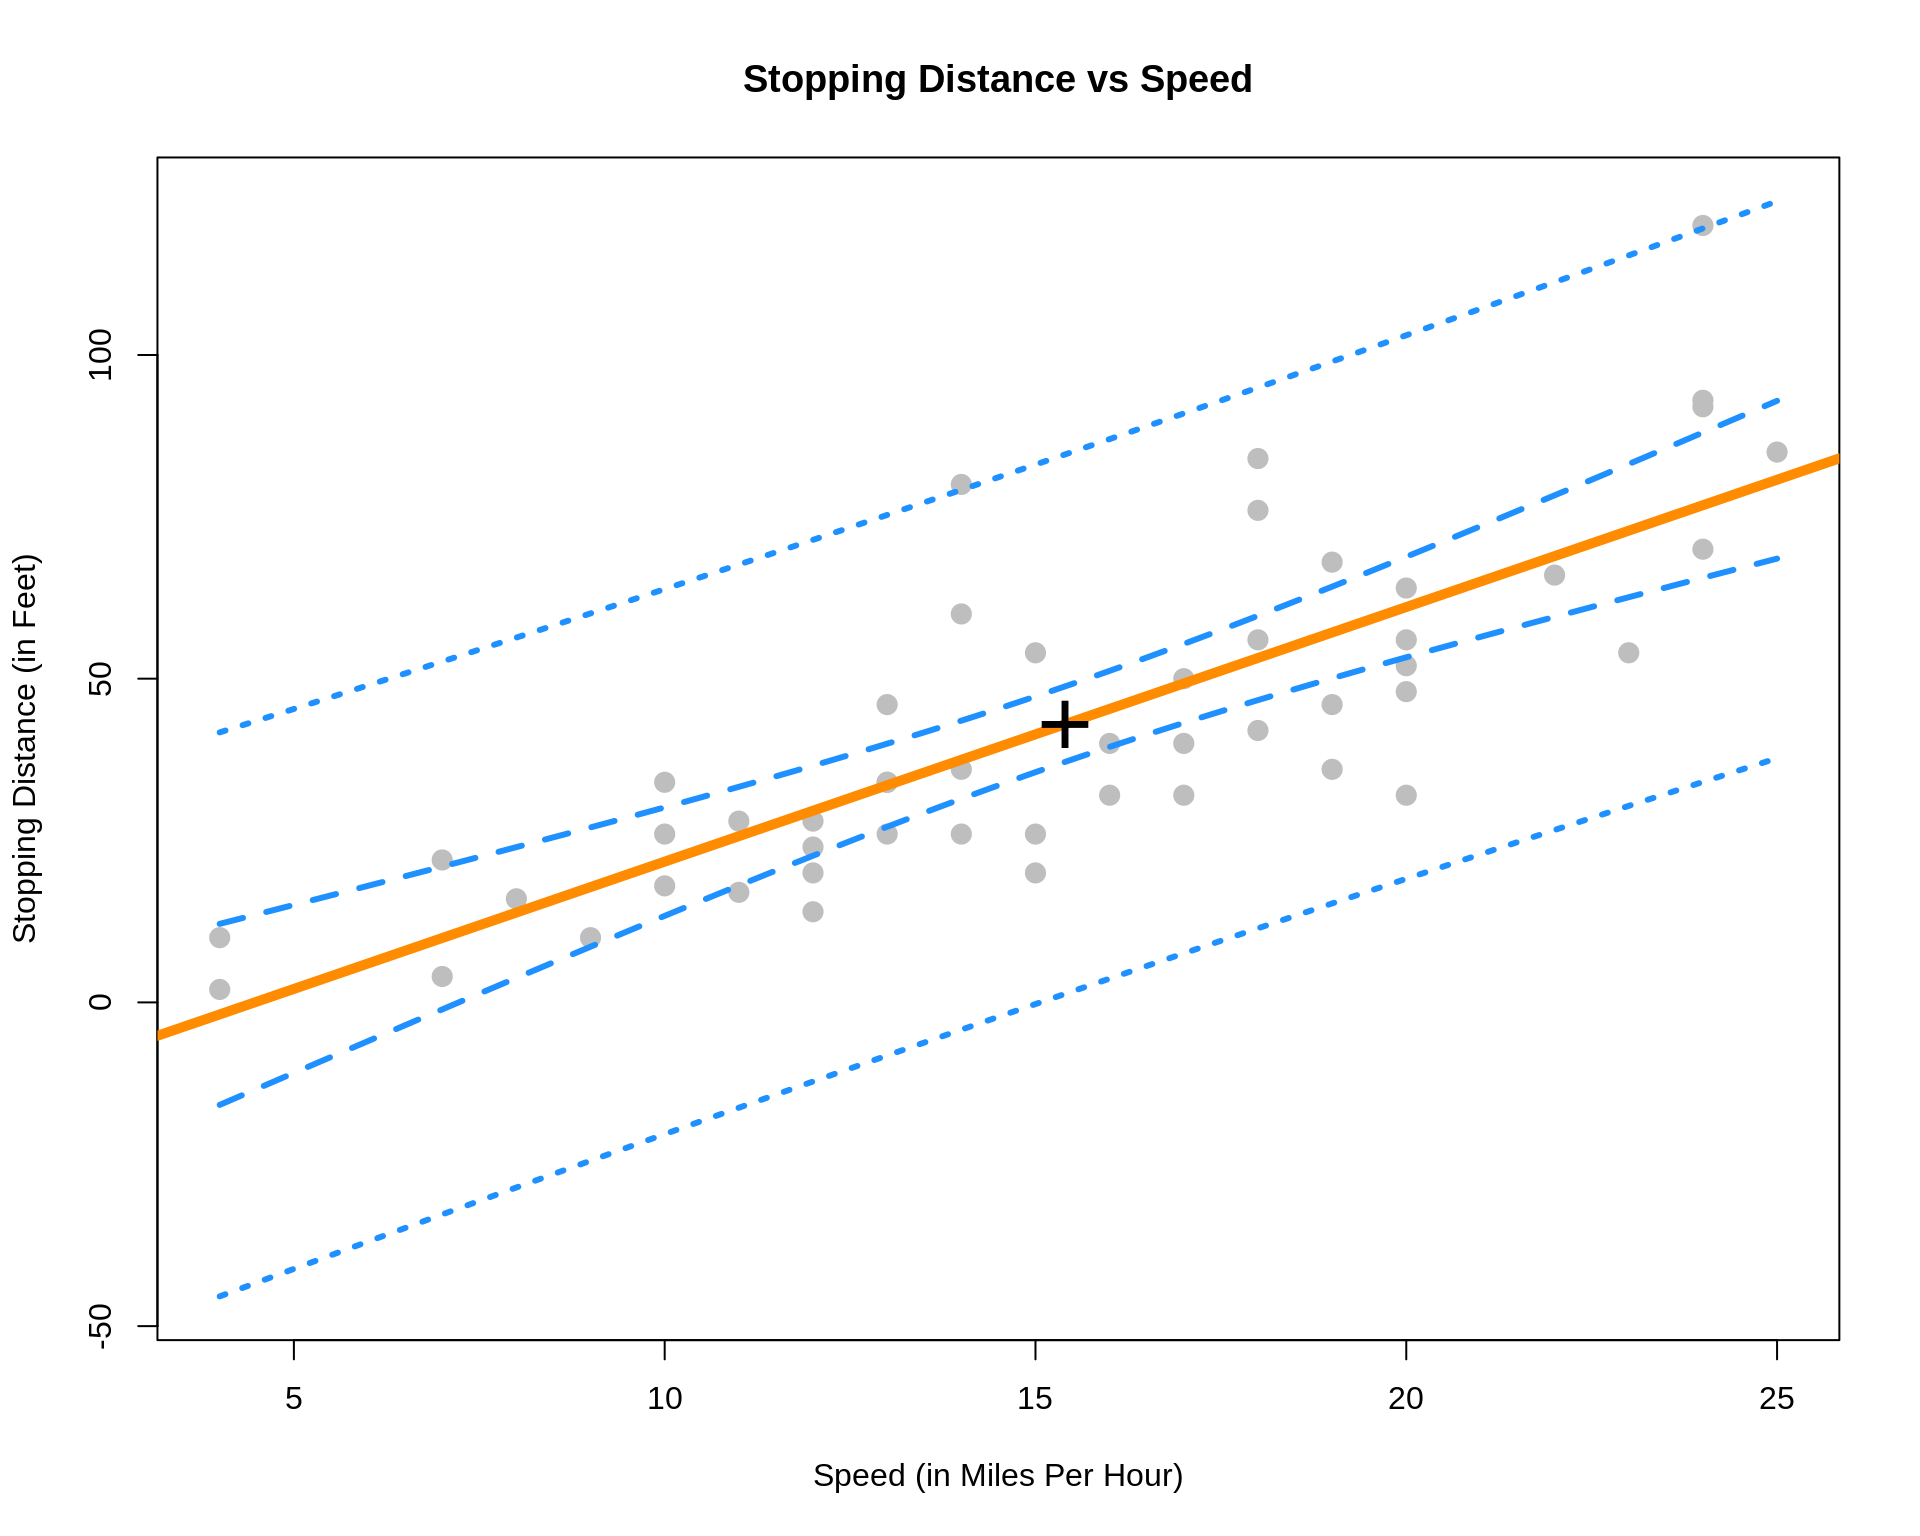 Stopping Distance vs Speed
Stopping Distance (in Feet)
100
50
0
-50
5 10 15 20 25
Speed (in Miles Per Hour)